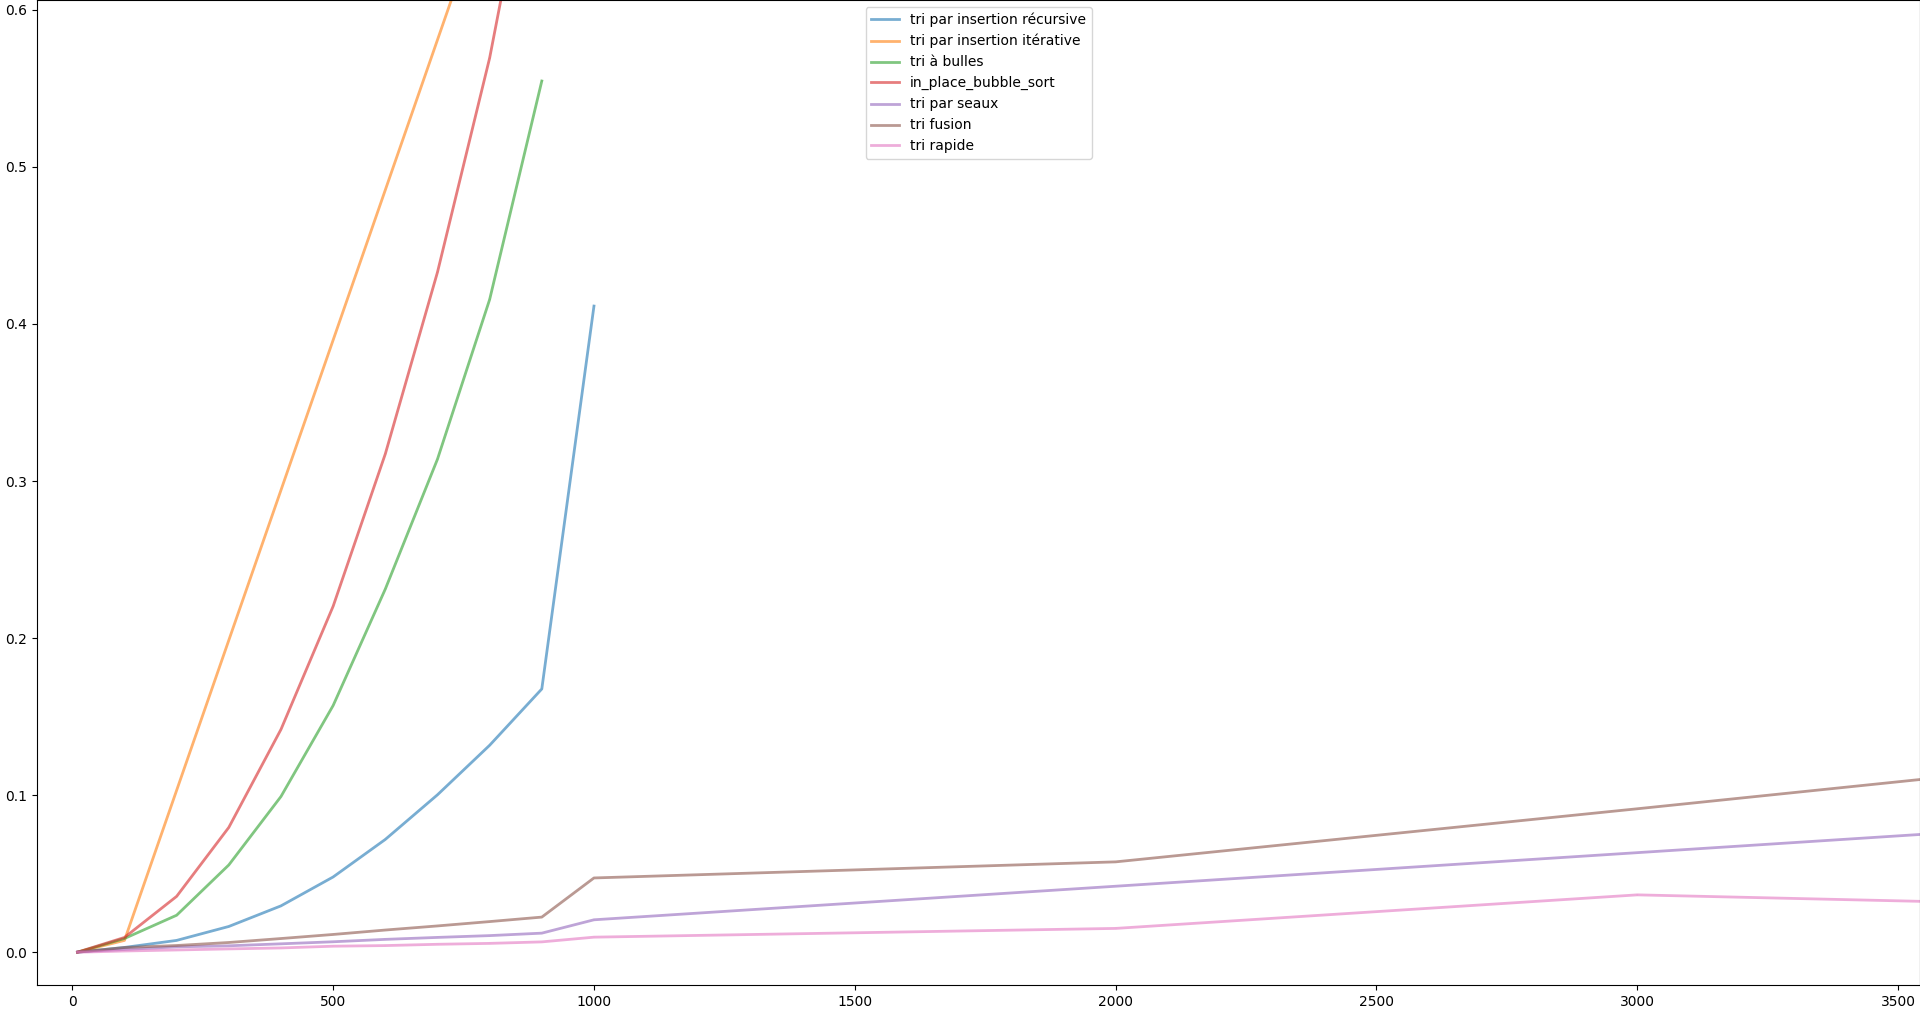 0.6
0.5
0.4
0.3
0.2
0.1
0.0
tri par insertion récursive
tri par insertion itérative
tri à bulles
in_place_bubble_sort
tri par seaux
tri fusion
tri rapide
0
500
1000
1500
2000
2500
3000
3500